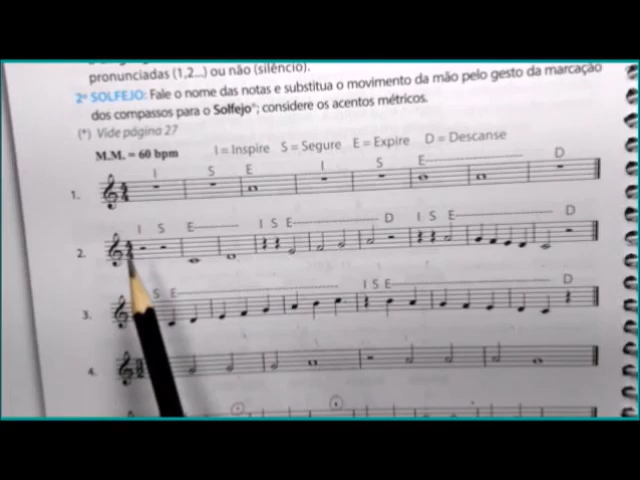 pronunciadas (1,2...) ou não (silêncio).
2º SOLFEJO: Fale o nome das notas e substitua o movimento da mão pelo gesto da marcação
dos compassos para o Solfejo*; considere os acentos métricos.
(*) Vide página 27
M.M. = 60 bpm I = Inspire S = Segure E = Expire D = Descanse
I S E I S E D
1.
I S E I S E D I S E D
2.
S E I S E D
3.
4.